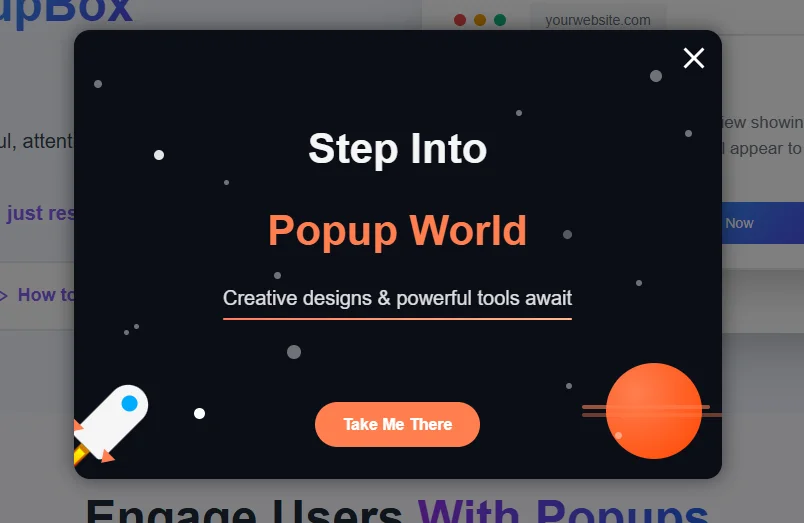 upBox
yourwebsite.com
iew showin
ul, attent
appear to
Step Into
just res
Popup World
Now
How to
Creative designs & powerful tools await
Take Me There
Engage Users With Popups